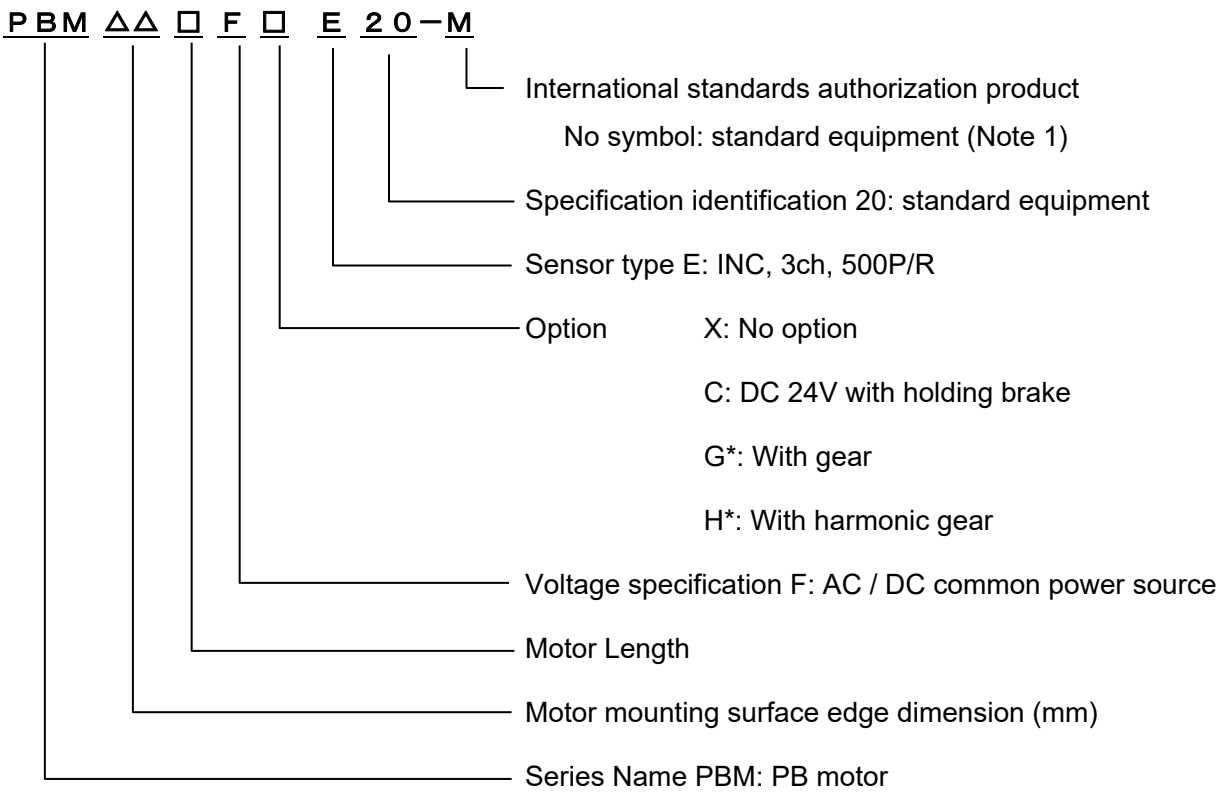 PBM △△ □ F □ E 20-M
International standards authorization product
No symbol: standard equipment (Note 1)
Specification identification 20: standard equipment
Sensor type E: INC, 3ch, 500P/R
Option X: No option
C: DC 24V with holding brake
G*: With gear
H*: With harmonic gear
Voltage specification F: AC / DC common power source
Motor Length
Motor mounting surface edge dimension (mm)
Series Name PBM: PB motor